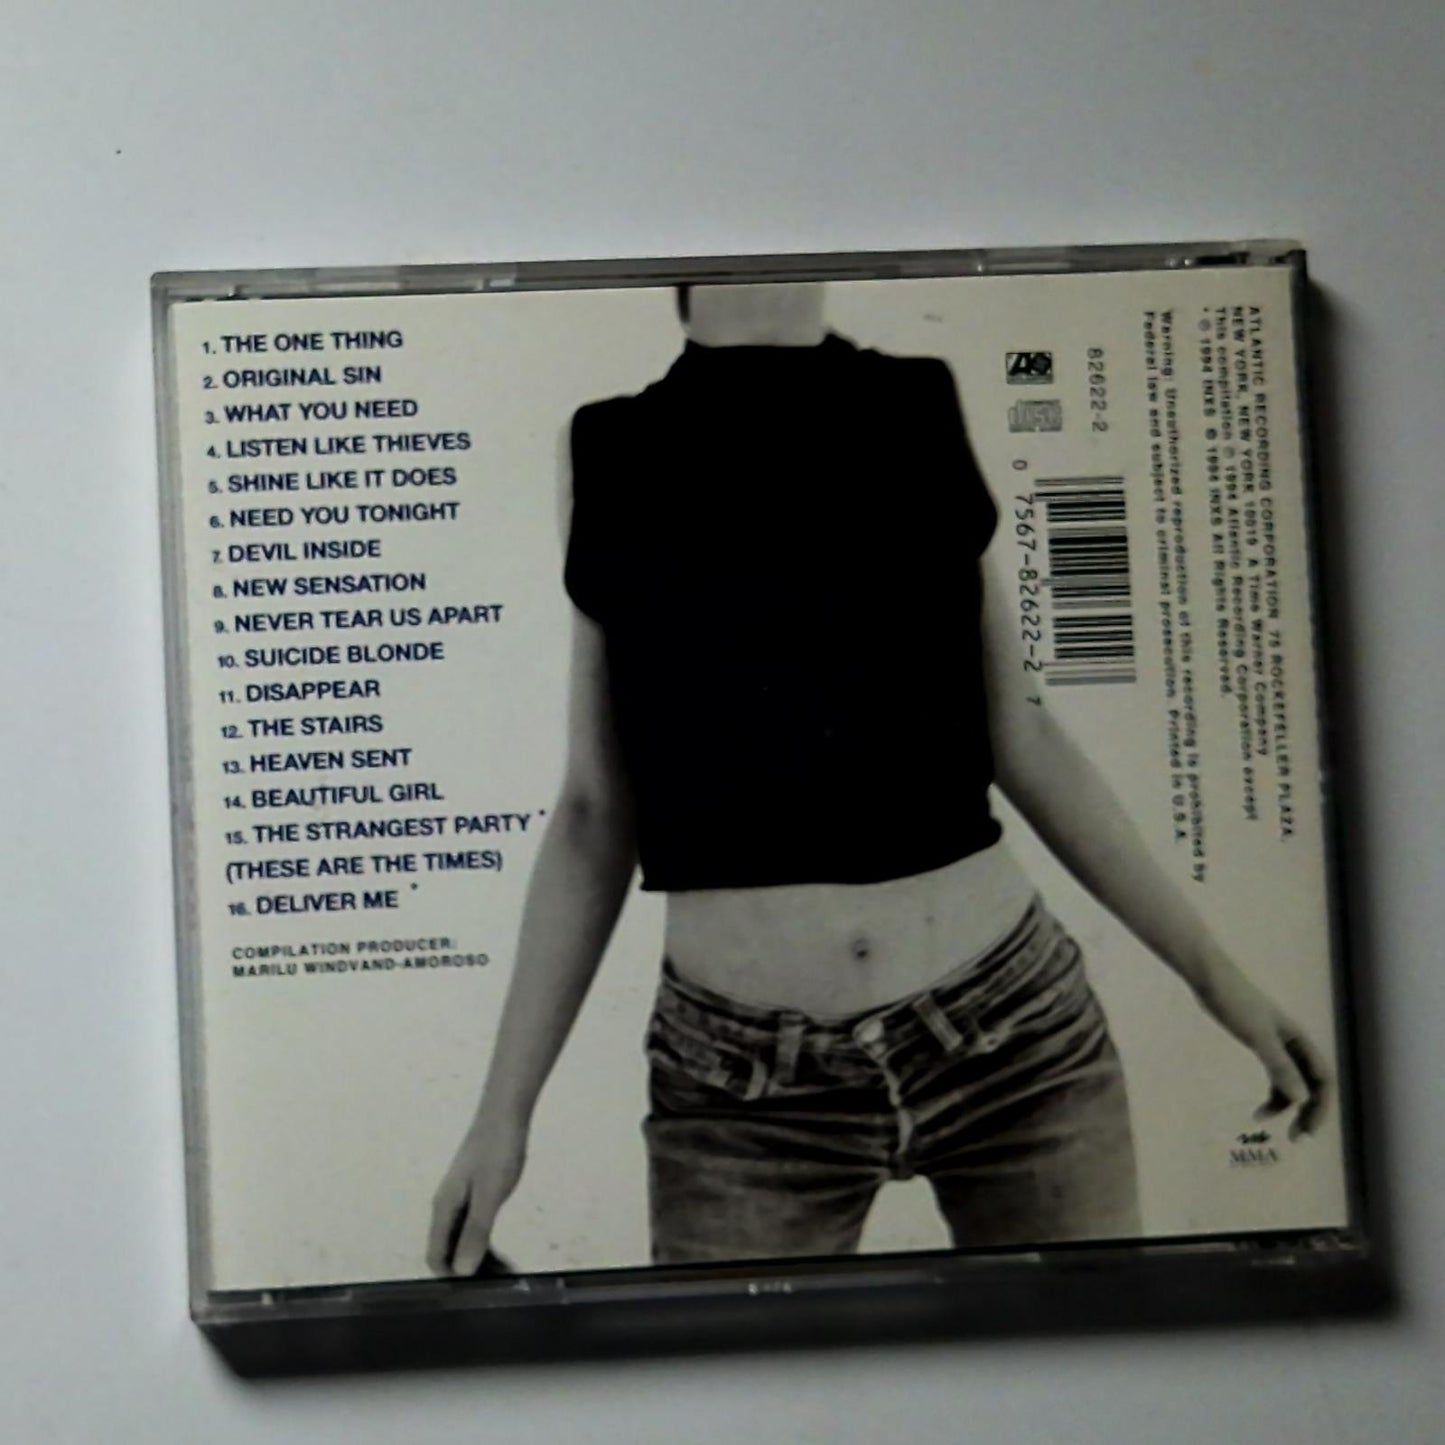 1. THE ONE THING
2. ORIGINAL SIN
3. WHAT YOU NEED
4. LISTEN LIKE THIEVES
5. SHINE LIKE IT DOES
6. NEED YOU TONIGHT
7. DEVIL INSIDE
8. NEW SENSATION
9. NEVER TEAR US APART
10. SUICIDE BLONDE
11. DISAPPEAR
12. THE STAIRS
13. HEAVEN SENT
14. BEAUTIFUL GIRL
15. THE STRANGEST PARTY *
(THESE ARE THE TIMES)
16. DELIVER ME *
COMPILATION PRODUCER:
MARILU WINDVAND-AMOROSO
82622-2
0 7567-82622-2 7
ATLANTIC RECORDING CORPORATION 75 ROCKEFELLER PLAZA,
NEW YORK, NEW YORK 10019 A Time Warner Company
This compilation ℗ 1994 Atlantic Recording Corporation except
* ℗ 1994 INXS © 1994 INXS All Rights Reserved.
Warning: Unauthorized reproduction of this recording is prohibited by
Federal law and subject to criminal prosecution. Printed in U.S.A.
MMA